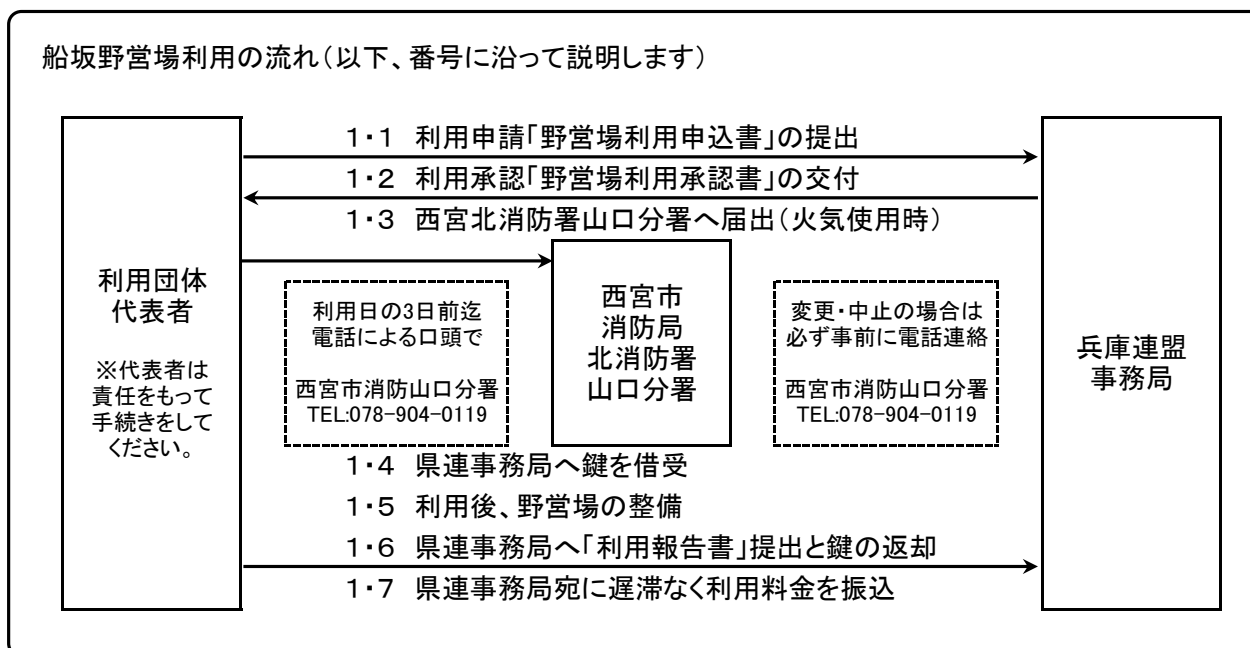 船坂野営場利用の流れ(以下、番号に沿って説明します)
1・1 利用申請「野営場利用申込書」の提出
1・2 利用承認「野営場利用承認書」の交付
1・3 西宮北消防署山口分署へ届出(火気使用時)
利用団体
代表者
※代表者は
責任をもって
手続きをして
ください。
利用日の3日前迄
電話による口頭で
西宮市消防山口分署
TEL:078-904-0119
西宮市
消防局
北消防署
山口分署
変更・中止の場合は
必ず事前に電話連絡
西宮市消防山口分署
TEL:078-904-0119
兵庫連盟
事務局
1・4 県連事務局へ鍵を借受
1・5 利用後、野営場の整備
1・6 県連事務局へ「利用報告書」提出と鍵の返却
1・7 県連事務局宛に遅滞なく利用料金を振込